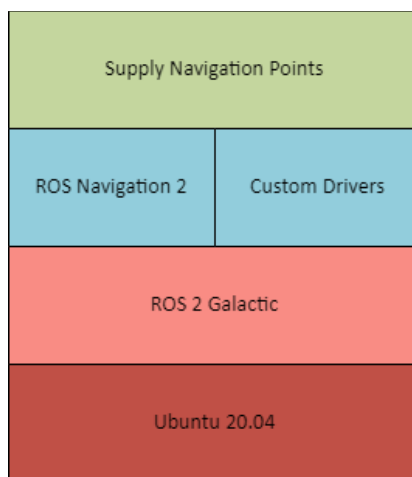 Supply Navigation Points
ROS Navigation 2
Custom Drivers
ROS 2 Galactic
Ubuntu 20.04